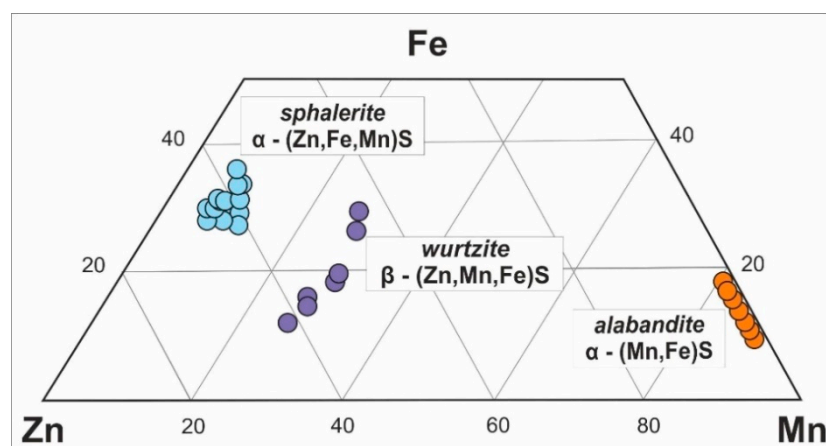 Fe
sphalerite
α - (Zn,Fe,Mn)S
40
40
wurtzite
β - (Zn,Mn,Fe)S
20
20
alabandite
α - (Mn,Fe)S
Zn
20
40
60
80
Mn